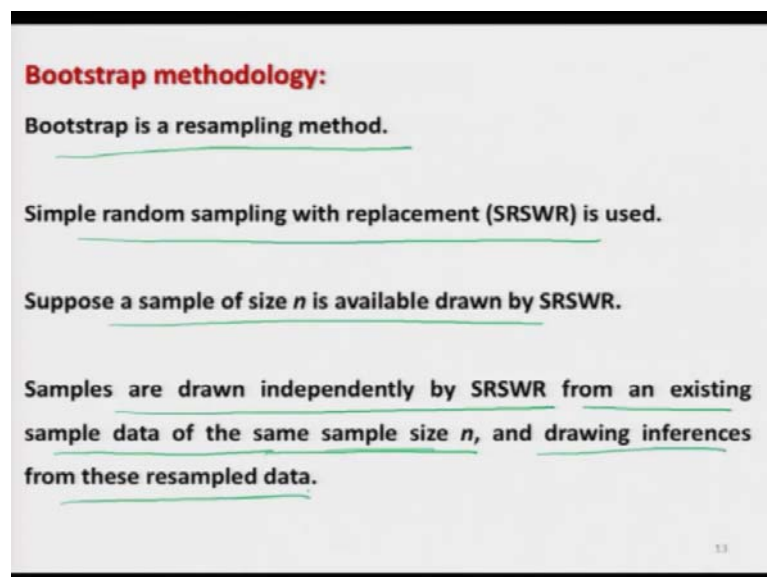 Bootstrap methodology:
Bootstrap is a resampling method.
Simple random sampling with replacement (SRSWR) is used.
Suppose a sample of size n is available drawn by SRSWR.
Samples are drawn independently by SRSWR from an existing
sample data of the same sample size n, and drawing inferences
from these resampled data.
13